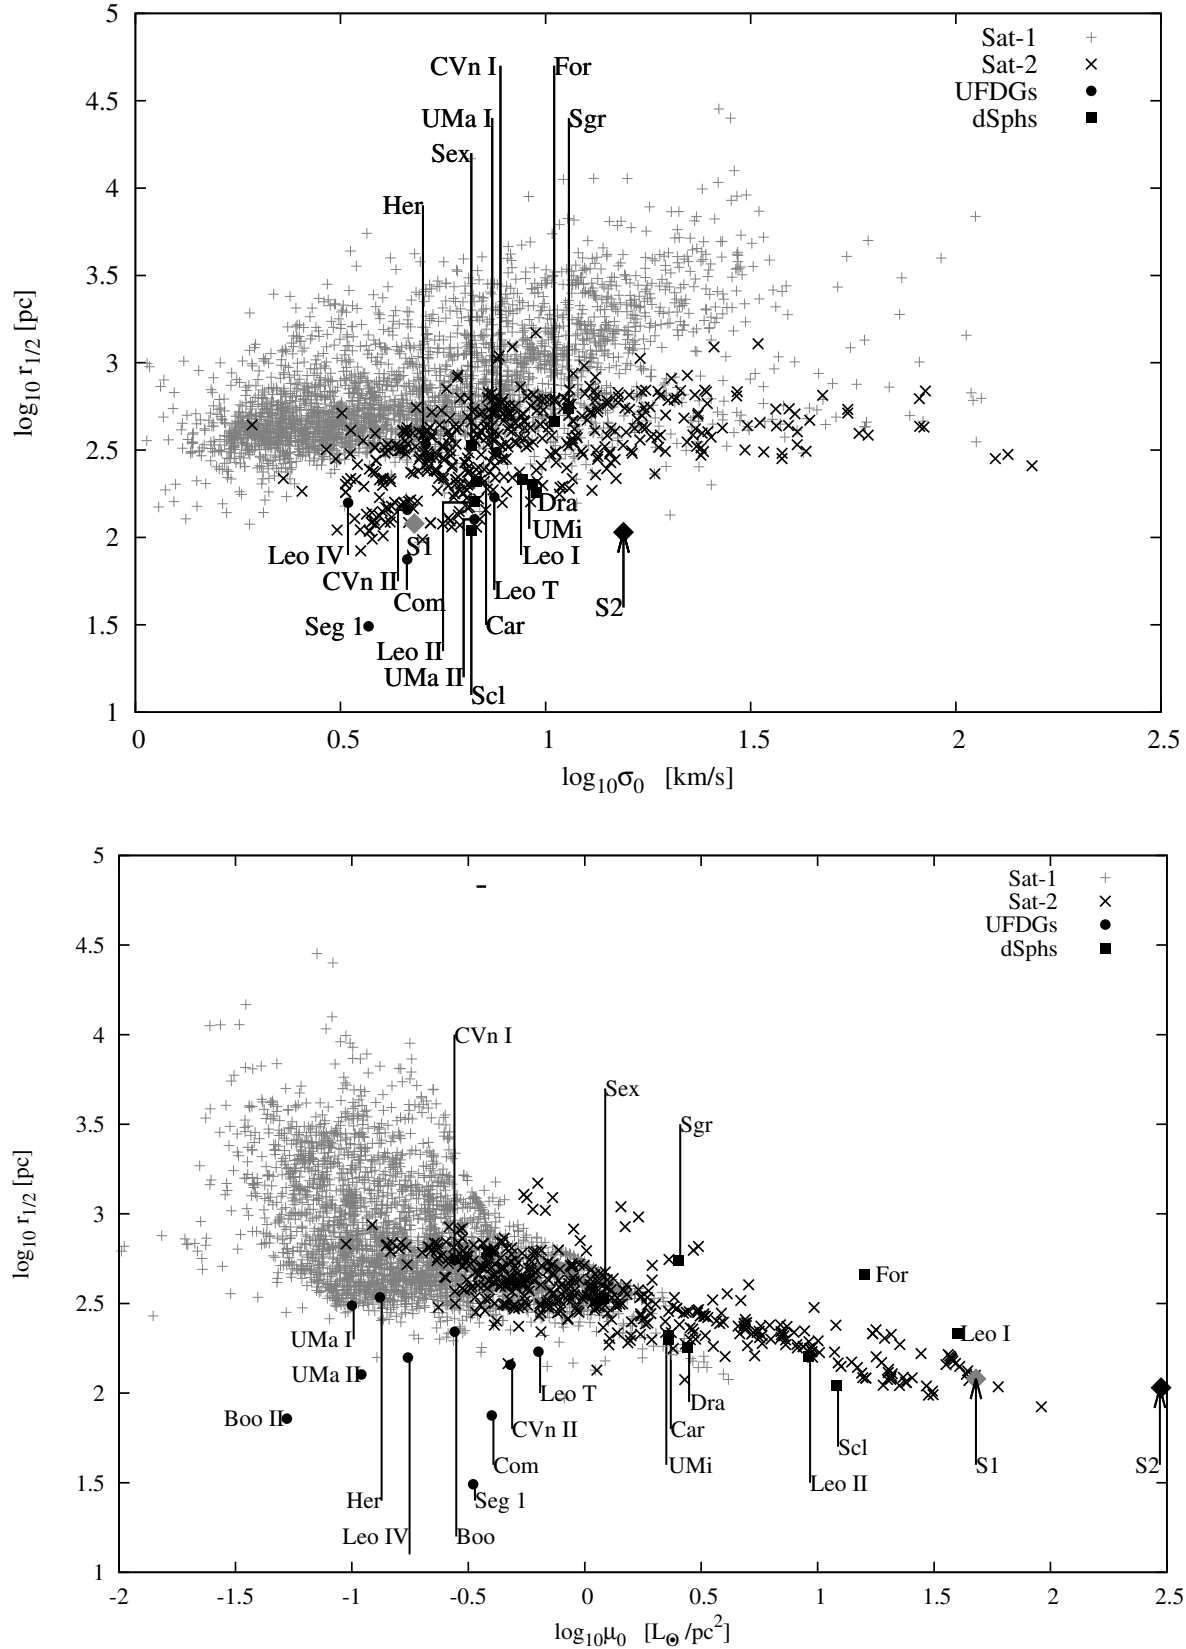 5
4.5
4
3.5
3
2.5
2
1.5
1
0
0.5
1
1.5
2
2.5
log10 r1/2 [pc]
log10σ0 [km/s]
Sat-1
Sat-2
UFDGs
dSphs
CVn I
For
UMa I
Sgr
Sex
Her
Dra
UMi
Leo IV
S1
Leo I
CVn II
Com
Leo T
S2
Seg 1
Car
Leo II
UMa II
Scl
5
4.5
4
3.5
3
2.5
2
1.5
1
-2
-1.5
-1
-0.5
0
0.5
1
1.5
2
2.5
log10 r1/2 [pc]
log10μ0 [L⊙/pc2]
Sat-1
Sat-2
UFDGs
dSphs
-
CVn I
Sex
Sgr
For
Leo I
UMa I
UMa II
Leo T
Dra
Boo II
CVn II
Car
Scl
Com
UMi
S1
S2
Leo II
Her
Seg 1
Leo IV
Boo